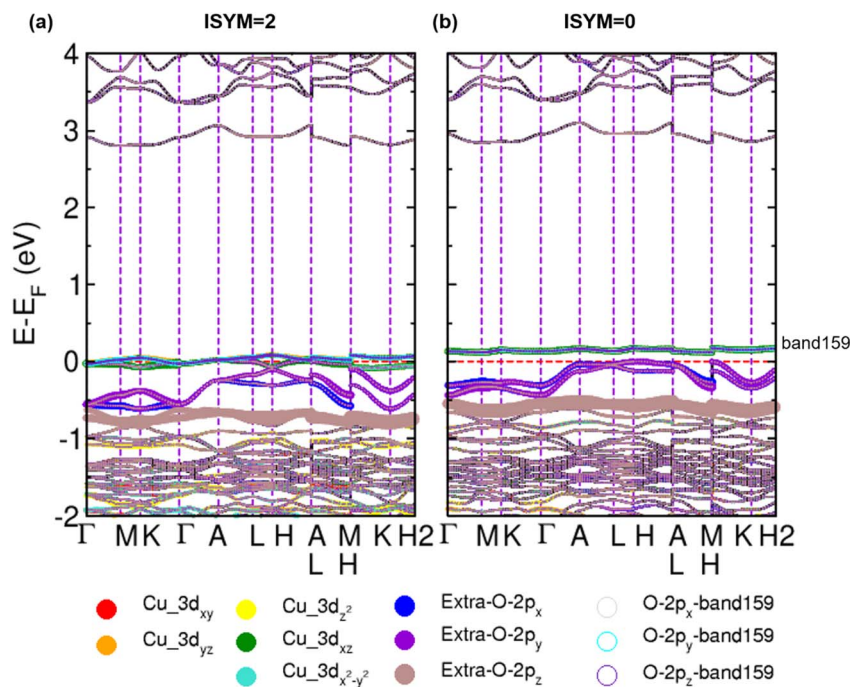 (a) ISYM=2 (b) ISYM=0
4
3
2
1
0
-1
-2
E-E_F (eV)
band159
Γ M K Γ A L H A M K H2
L H
Γ M K Γ A L H A M K H2
L H
Cu_3d_xy
Cu_3d_yz
Cu_3d_z²
Cu_3d_xz
Cu_3d_x²-y²
Extra-O-2p_x
Extra-O-2p_y
Extra-O-2p_z
O-2p_x-band159
O-2p_y-band159
O-2p_z-band159